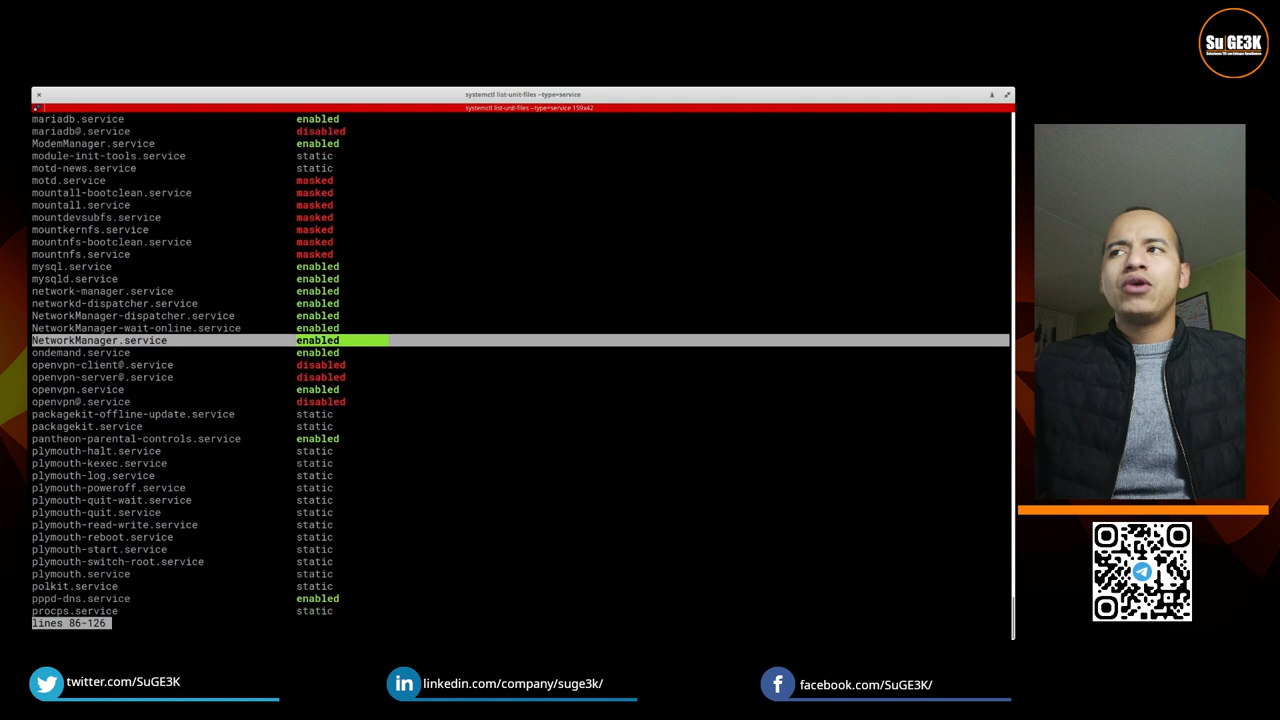 Su GE3K
systemctl list-unit-files --type=service
systemctl list-unit-files --type=service 159x42
mariadb.service enabled
mariadb@.service disabled
ModemManager.service enabled
module-init-tools.service static
motd-news.service static
motd.service masked
mountall-bootclean.service masked
mountall.service masked
mountdevsubfs.service masked
mountkernfs.service masked
mountnfs-bootclean.service masked
mountnfs.service masked
mysql.service enabled
mysqld.service enabled
network-manager.service enabled
networkd-dispatcher.service enabled
NetworkManager-dispatcher.service enabled
NetworkManager-wait-online.service enabled
NetworkManager.service enabled
ondemand.service enabled
openvpn-client@.service disabled
openvpn-server@.service disabled
openvpn.service enabled
openvpn@.service disabled
packagekit-offline-update.service static
packagekit.service static
pantheon-parental-controls.service enabled
plymouth-halt.service static
plymouth-kexec.service static
plymouth-log.service static
plymouth-poweroff.service static
plymouth-quit-wait.service static
plymouth-quit.service static
plymouth-read-write.service static
plymouth-reboot.service static
plymouth-start.service static
plymouth-switch-root.service static
plymouth.service static
polkit.service static
pppd-dns.service enabled
procps.service static
lines 86-126
twitter.com/SuGE3K
linkedin.com/company/suge3k/
facebook.com/SuGE3K/